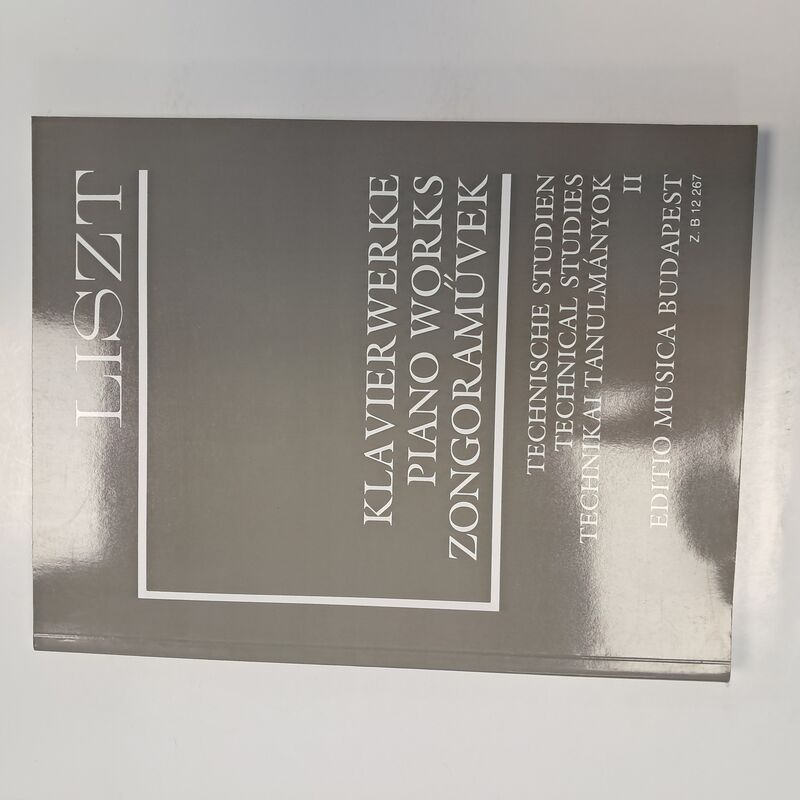 LISZT
KLAVIERWERKE
PIANO WORKS
ZONGORAMŰVEK
TECHNISCHE STUDIEN
TECHNICAL STUDIES
TECHNIKAI TANULMÁNYOK
II
EDITIO MUSICA BUDAPEST
Z. B 12 267